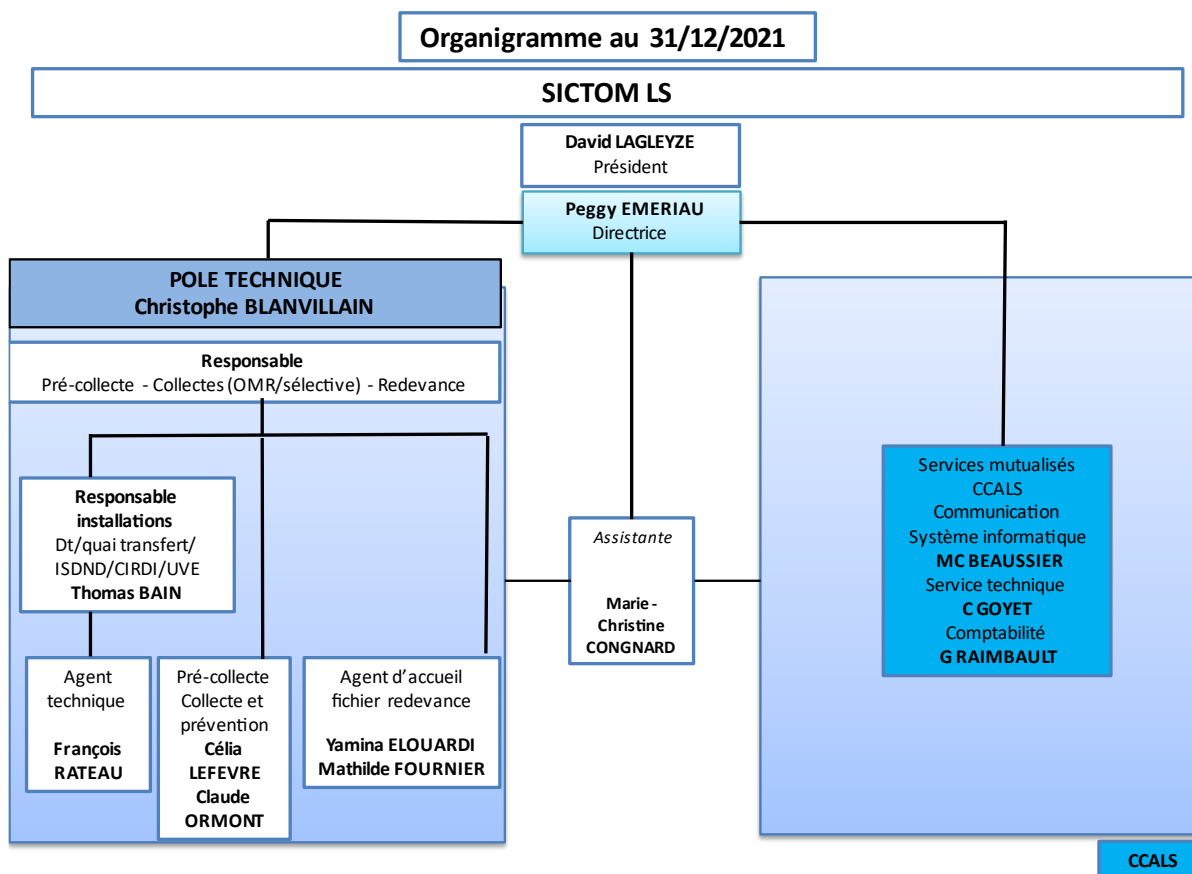 Organigramme au 31/12/2021
SICTOM LS
David LAGLEYZE
Président
Peggy EMERIAU
Directrice
POLE TECHNIQUE
Christophe BLANVILLAIN
Responsable
Pré-collecte - Collectes (OMR/sélective) - Redevance
Responsable
installations
Dt/quai transfert/
ISDND/CIRDI/UVE
Thomas BAIN
Agent
technique
François
RATEAU
Pré-collecte
Collecte et
prévention
Célia
LEFEVRE
Claude
ORMONT
Agent d'accueil
fichier redevance
Yamina ELOUARDI
Mathilde FOURNIER
Assistante
Marie -
Christine
CONGNARD
Services mutualisés
CCALS
Communication
Système informatique
MC BEAUSSIER
Service technique
C GOYET
Comptabilité
G RAIMBAULT
CCALS